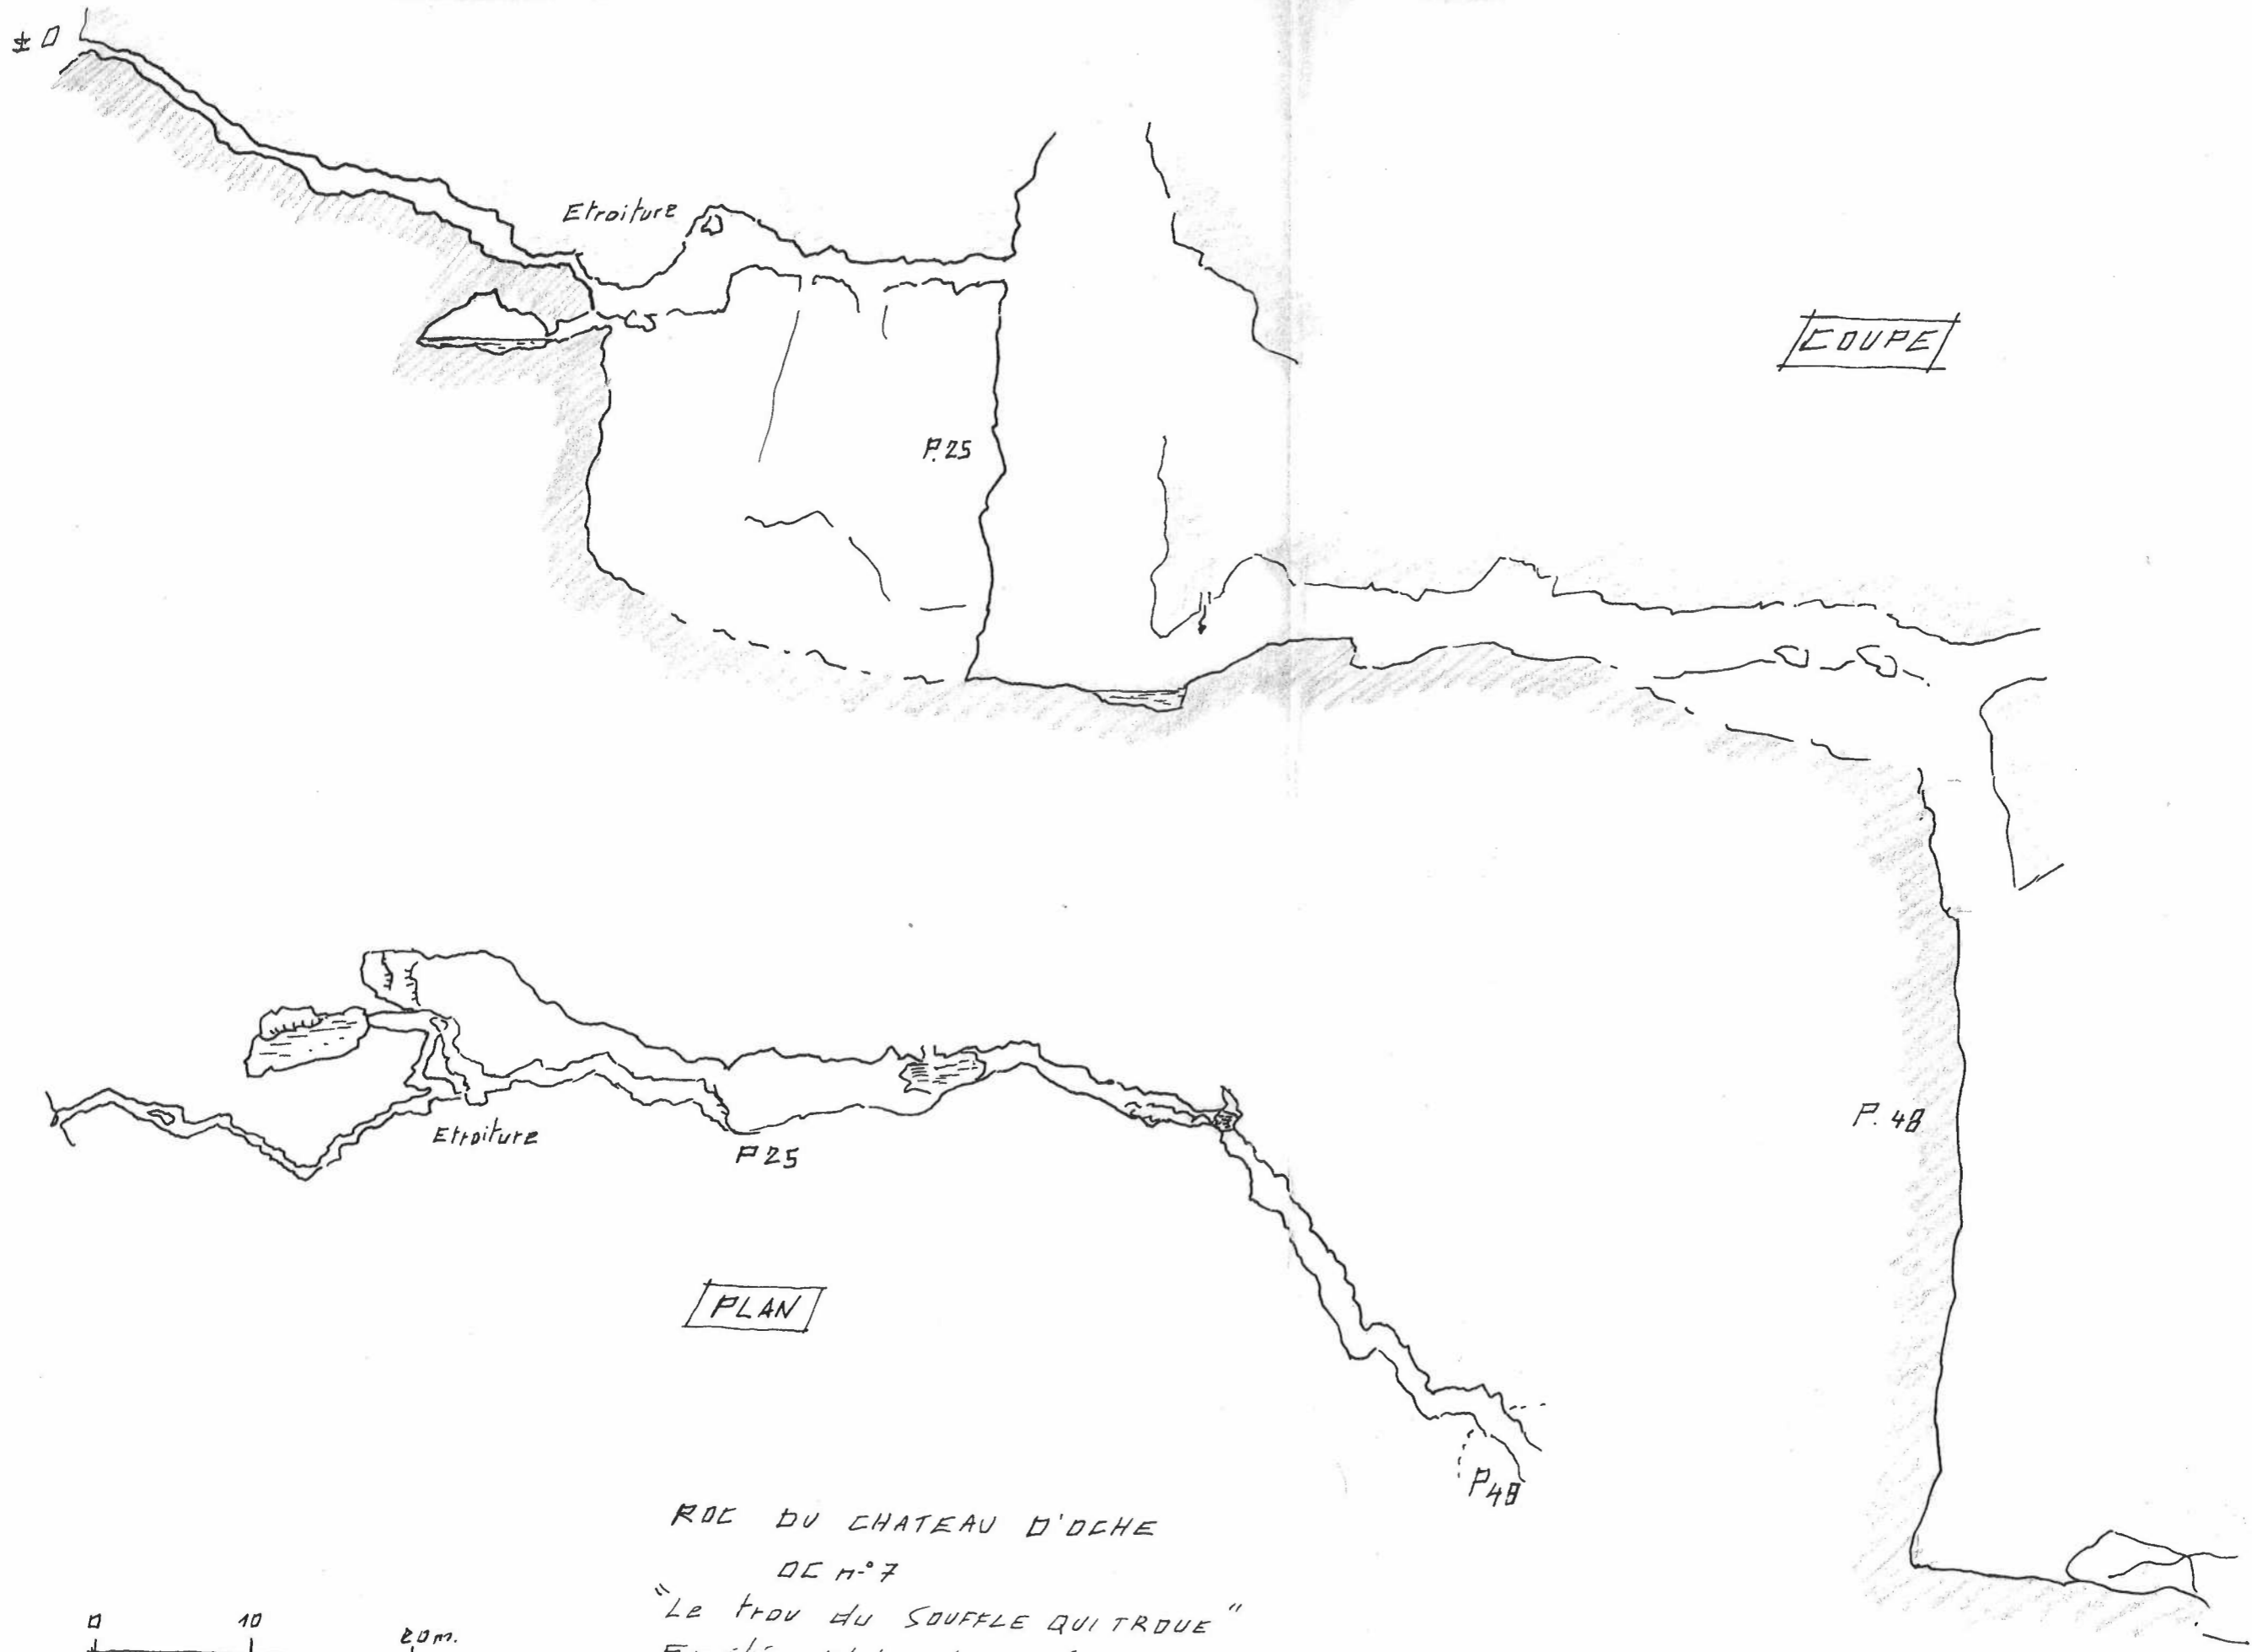 ± 0
Etroiture
COUPE
P.25
P.48
Etroiture
P25
PLAN
P48
ROC DU CHATEAU D'OCHE
OC n° 7
"Le trou du SOUFFLE QUI TROUE"
0 10 20m.